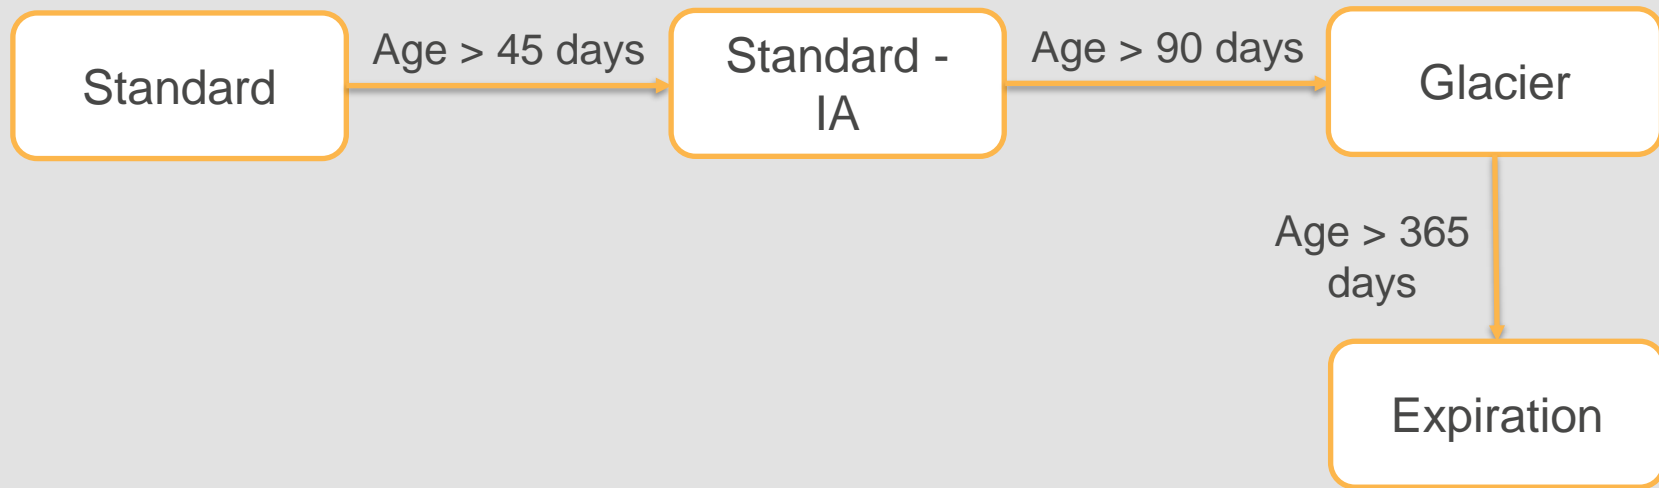 Standard
Age > 45 days
Standard -
IA
Age > 90 days
Glacier
Age > 365
days
Expiration